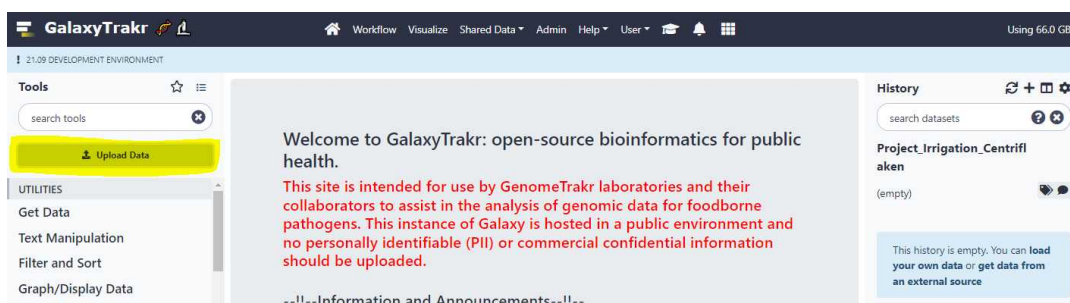 GalaxyTrakr
Workflow Visualize Shared Data Admin Help User
Using 66.0 GB
! 21.09 DEVELOPMENT ENVIRONMENT
Tools
search tools
Upload Data
UTILITIES
Get Data
Text Manipulation
Filter and Sort
Graph/Display Data
Welcome to GalaxyTrakr: open-source bioinformatics for public
health.
This site is intended for use by GenomeTrakr laboratories and their
collaborators to assist in the analysis of genomic data for foodborne
pathogens. This instance of Galaxy is hosted in a public environment and
no personally identifiable (PII) or commercial confidential information
should be uploaded.
--!!--Information and Announcements--!!--
History
search datasets
Project_Irrigation_Centrifl
aken
(empty)
This history is empty. You can load
your own data or get data from
an external source